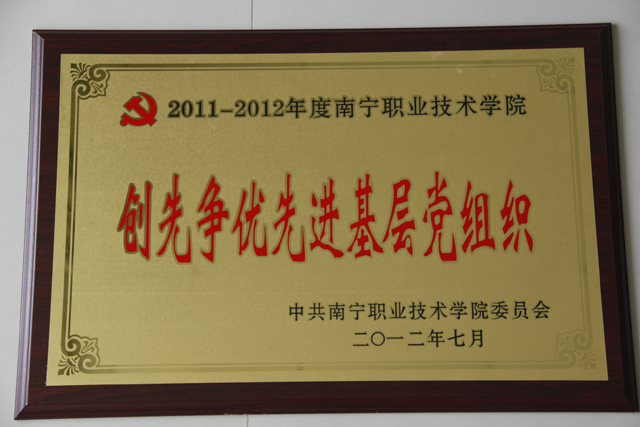 2011-2012年度南宁职业技术学院
创先争优先进基层党组织
中共南宁职业技术学院委员会
二〇一二年七月